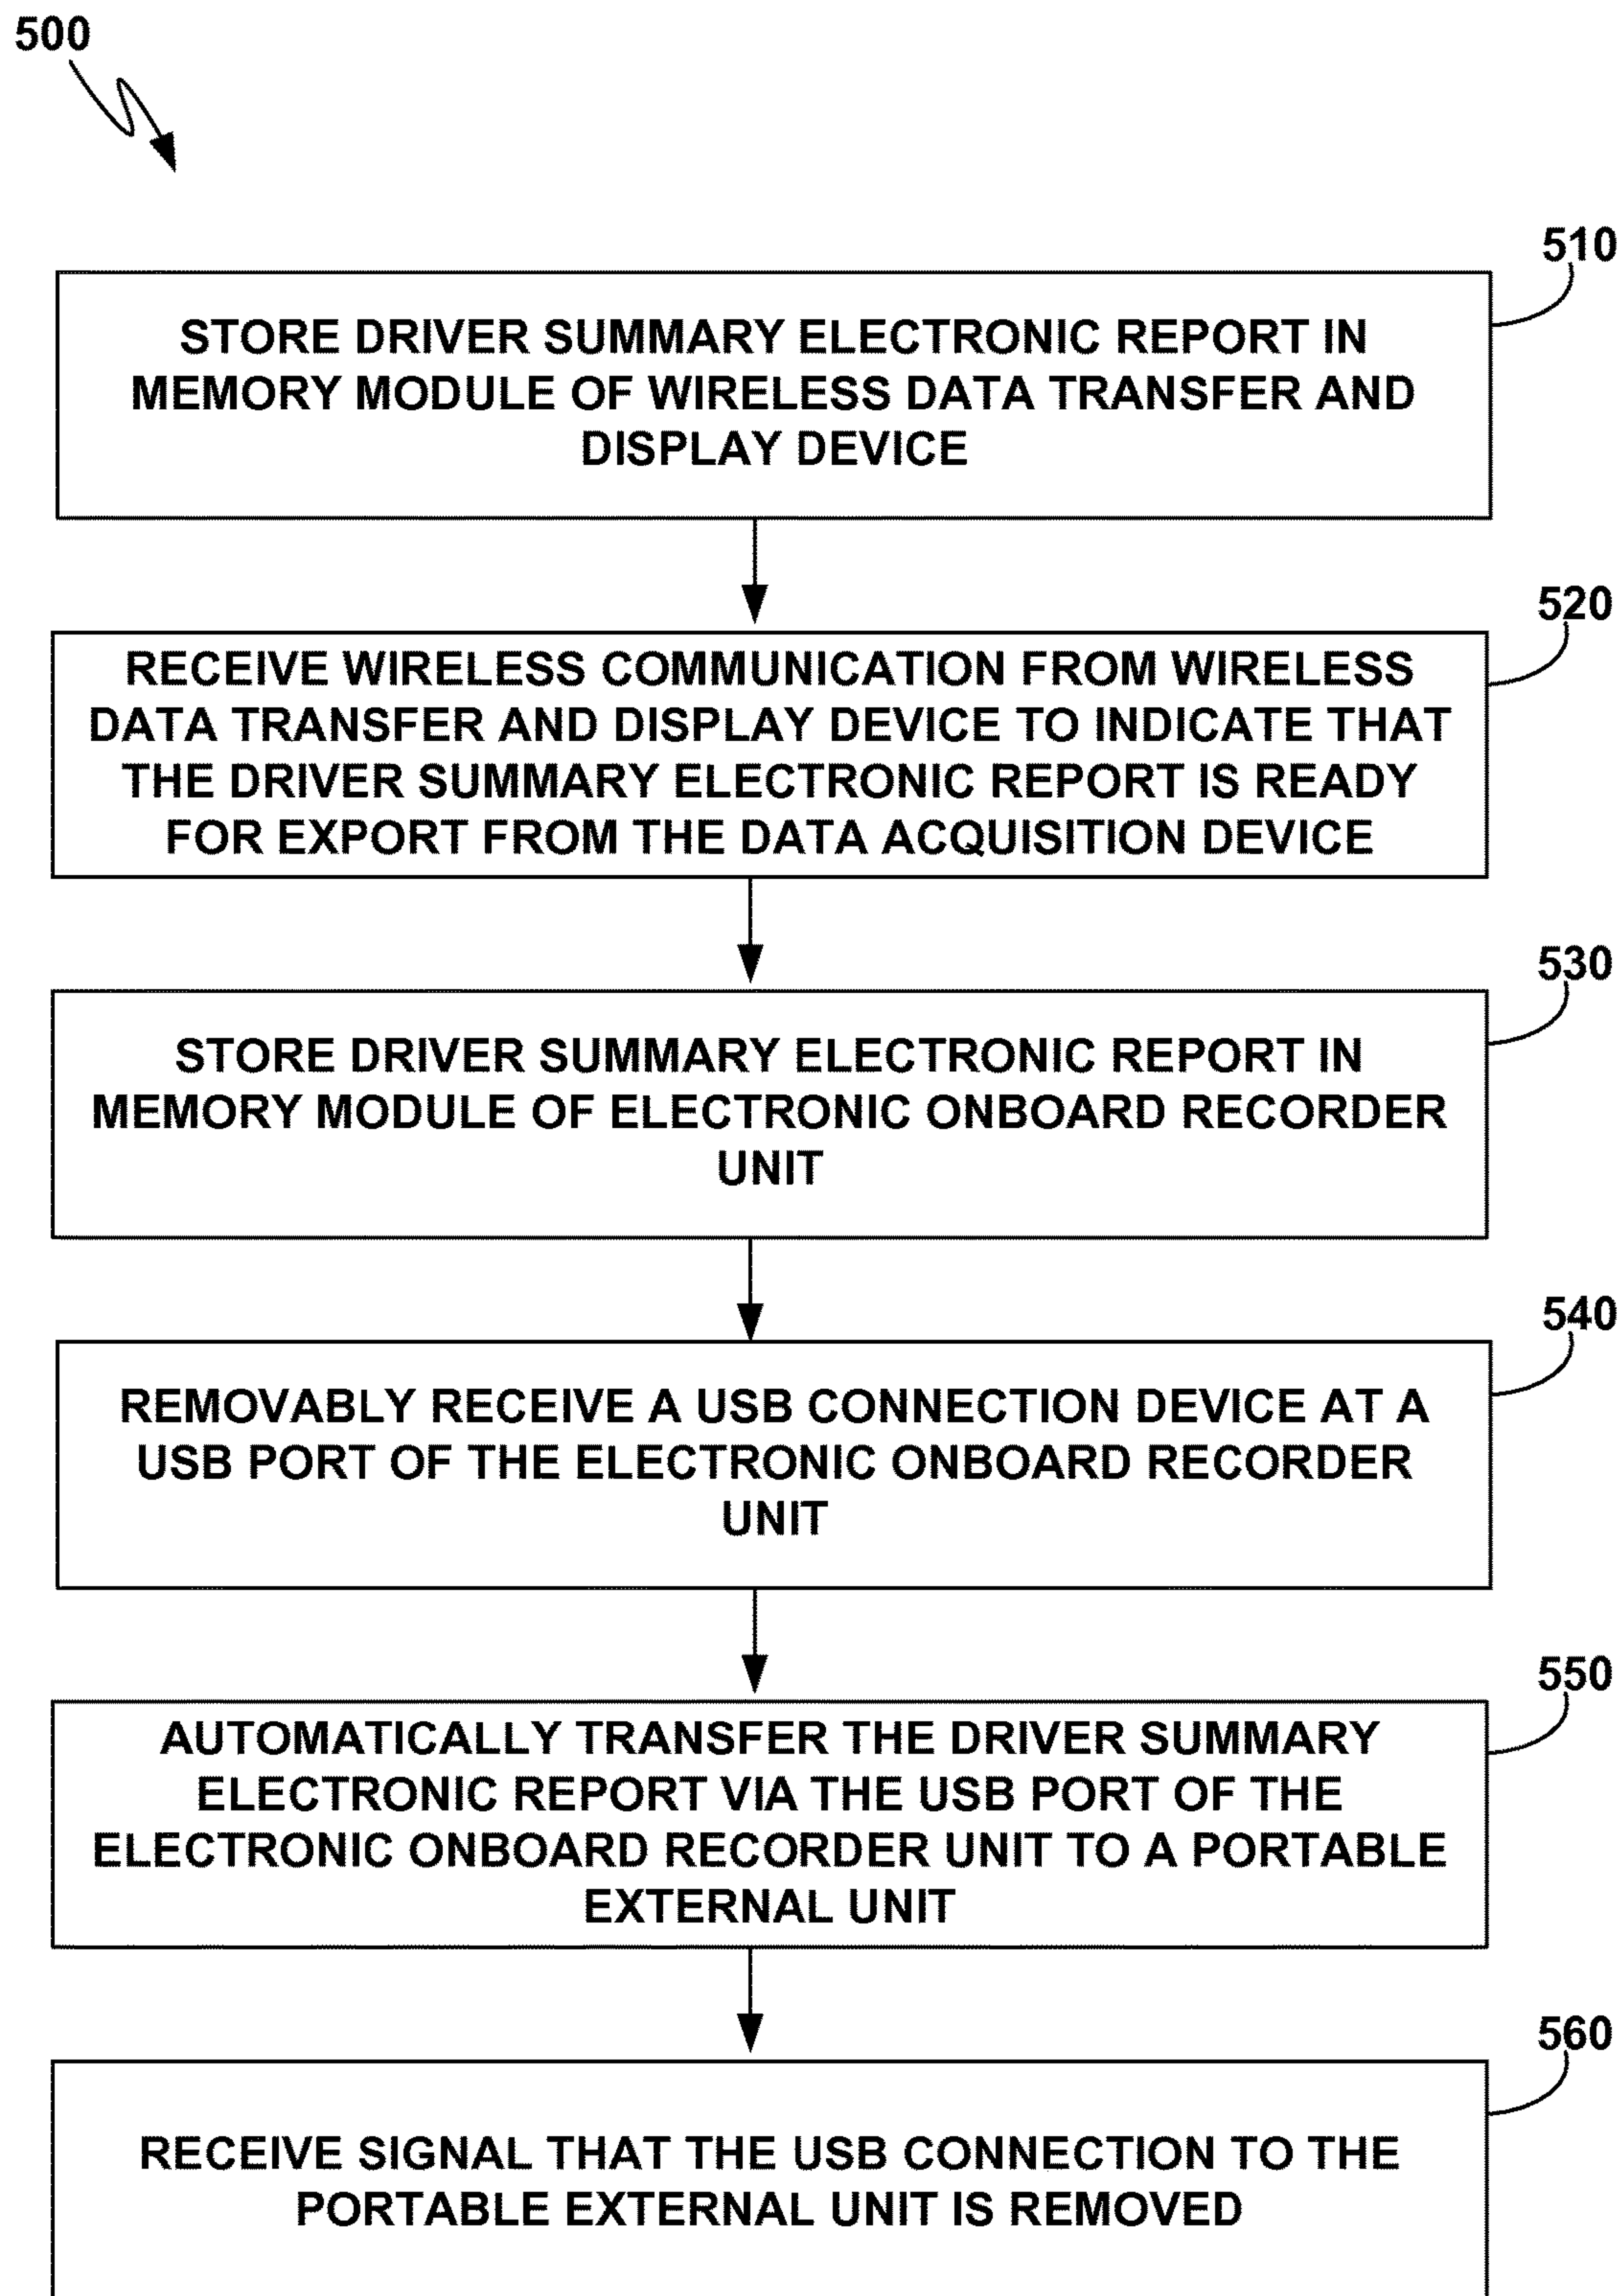 500
510
STORE DRIVER SUMMARY ELECTRONIC REPORT IN
MEMORY MODULE OF WIRELESS DATA TRANSFER AND
DISPLAY DEVICE
520
RECEIVE WIRELESS COMMUNICATION FROM WIRELESS
DATA TRANSFER AND DISPLAY DEVICE TO INDICATE THAT
THE DRIVER SUMMARY ELECTRONIC REPORT IS READY
FOR EXPORT FROM THE DATA ACQUISITION DEVICE
530
STORE DRIVER SUMMARY ELECTRONIC REPORT IN
MEMORY MODULE OF ELECTRONIC ONBOARD RECORDER
UNIT
540
REMOVABLY RECEIVE A USB CONNECTION DEVICE AT A
USB PORT OF THE ELECTRONIC ONBOARD RECORDER
UNIT
550
AUTOMATICALLY TRANSFER THE DRIVER SUMMARY
ELECTRONIC REPORT VIA THE USB PORT OF THE
ELECTRONIC ONBOARD RECORDER UNIT TO A PORTABLE
EXTERNAL UNIT
560
RECEIVE SIGNAL THAT THE USB CONNECTION TO THE
PORTABLE EXTERNAL UNIT IS REMOVED